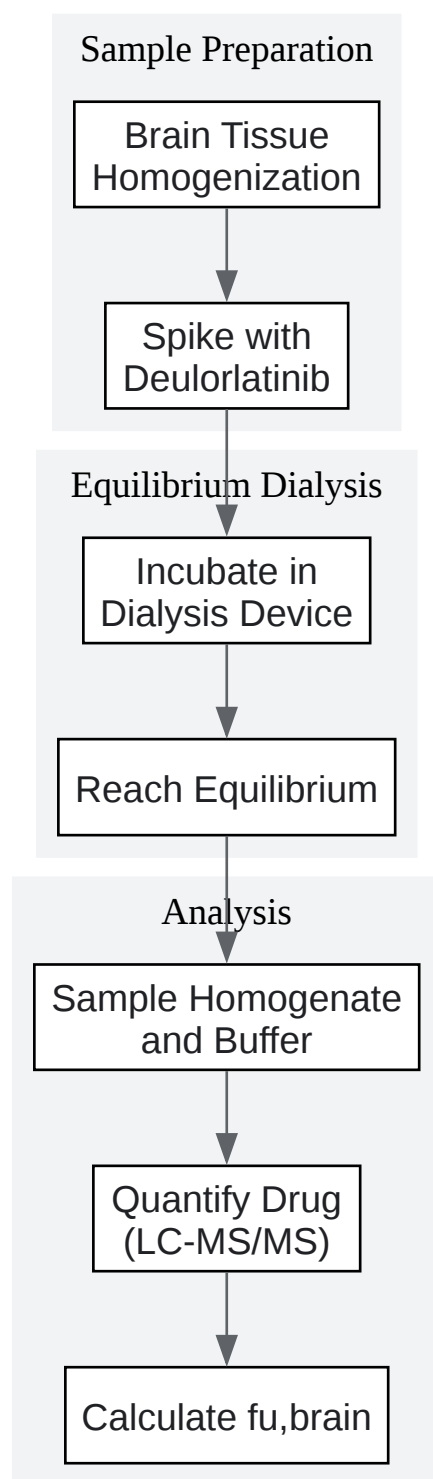 Sample Preparation
Brain Tissue
Homogenization
Spike with
Deulorlatinib
Equilibrium Dialysis
Incubate in
Dialysis Device
Reach Equilibrium
Analysis
Sample Homogenate
and Buffer
Quantify Drug
(LC-MS/MS)
Calculate fu,brain